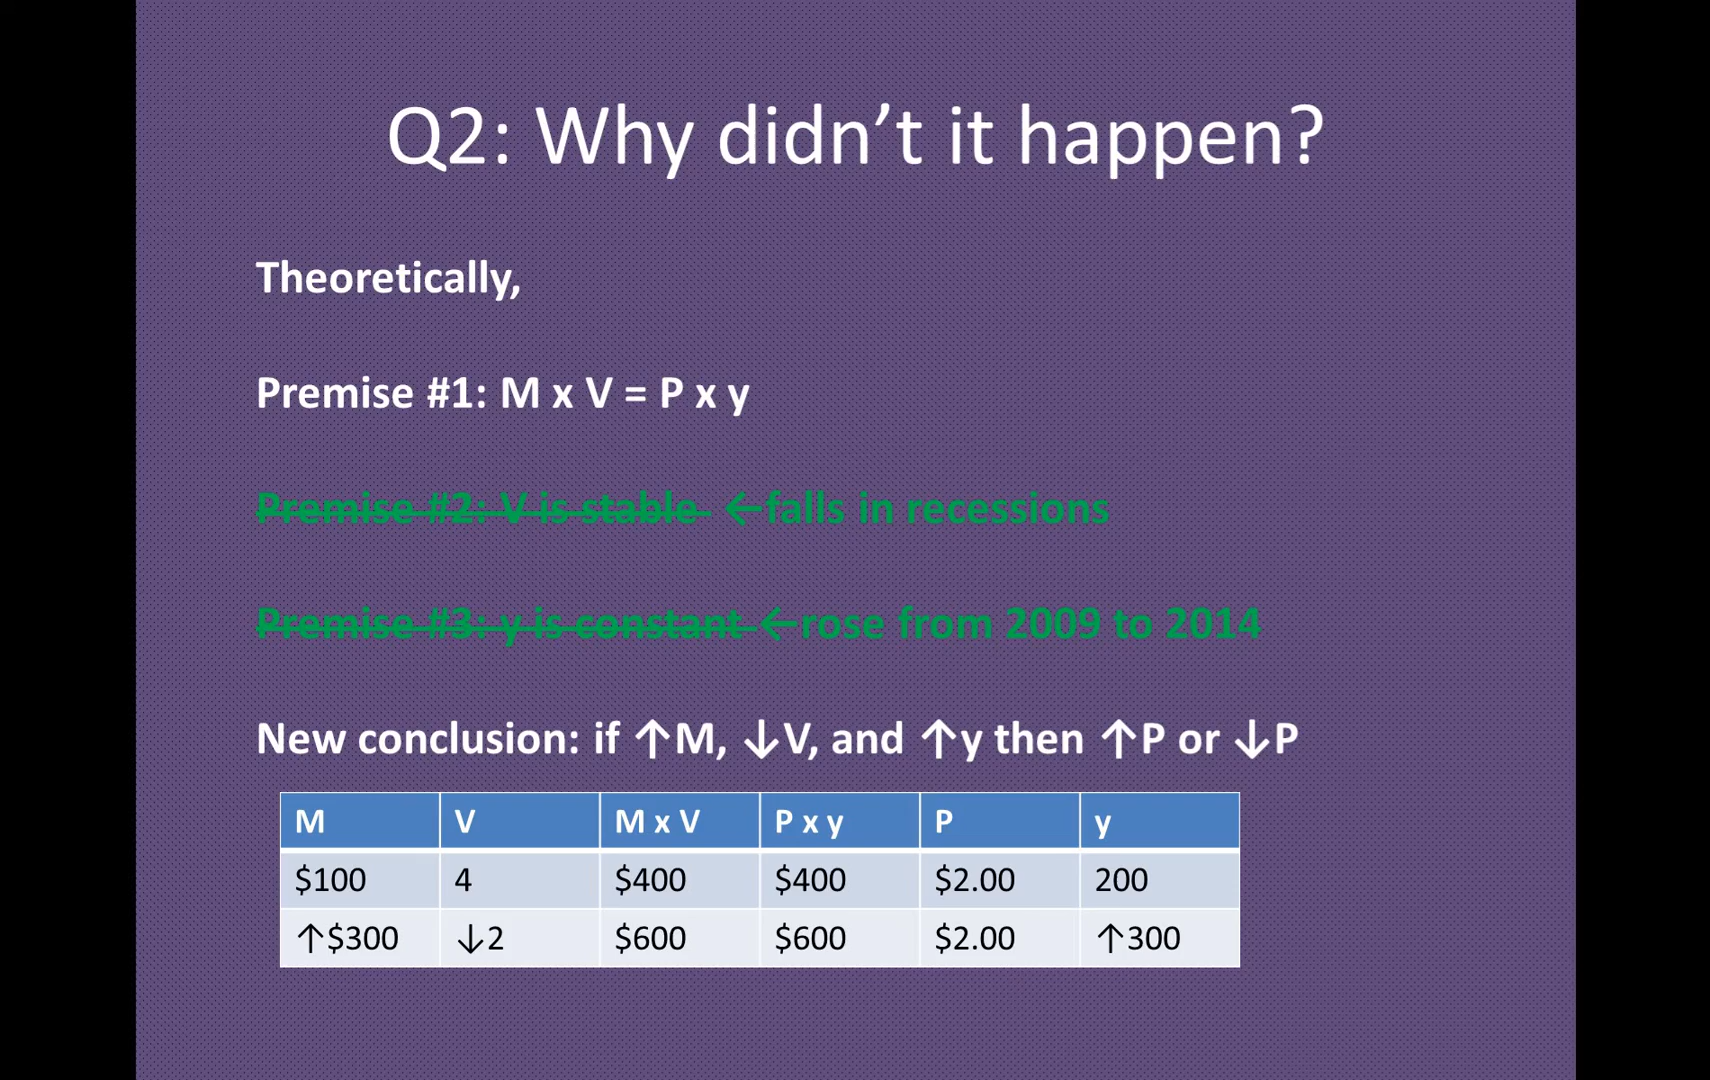 Q2: Why didn’t it happen?
Theoretically,
Premise #1: M x V = P x y
Premise #2: V is stable ←falls in recessions
Premise #3: y is constant ←rose from 2009 to 2014
New conclusion: if ↑M, ↓V, and ↑y then ↑P or ↓P
M V M x V P x y P y
$100 4 $400 $400 $2.00 200
↑$300 ↓2 $600 $600 $2.00 ↑300